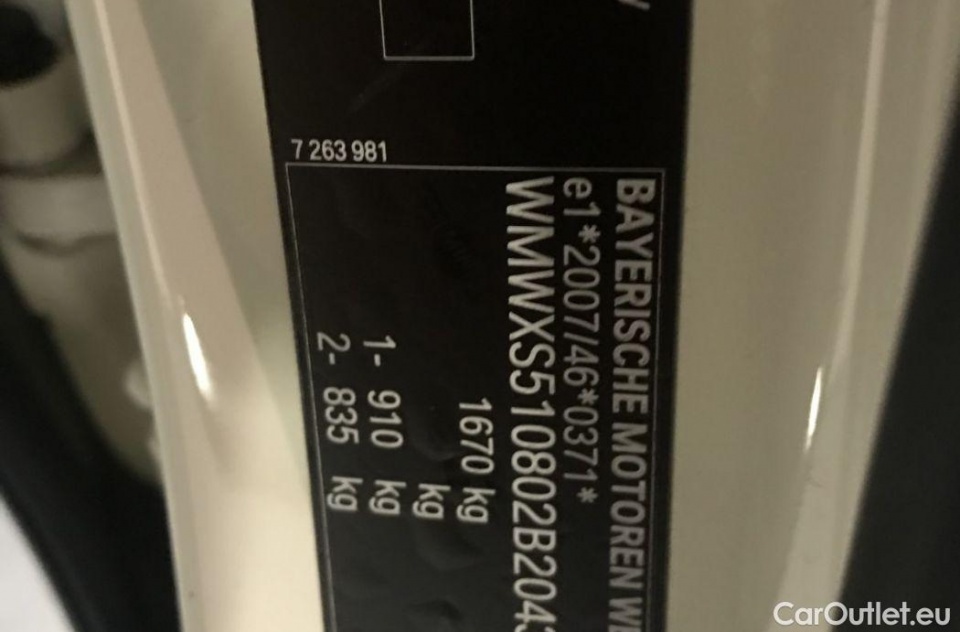 7 263 981
BAYERISCHE MOTOREN
e1*2007/46*0371*
WMWXS510802B204
1670 kg
kg
1- 910 kg
2- 835 kg
CarOutlet.eu